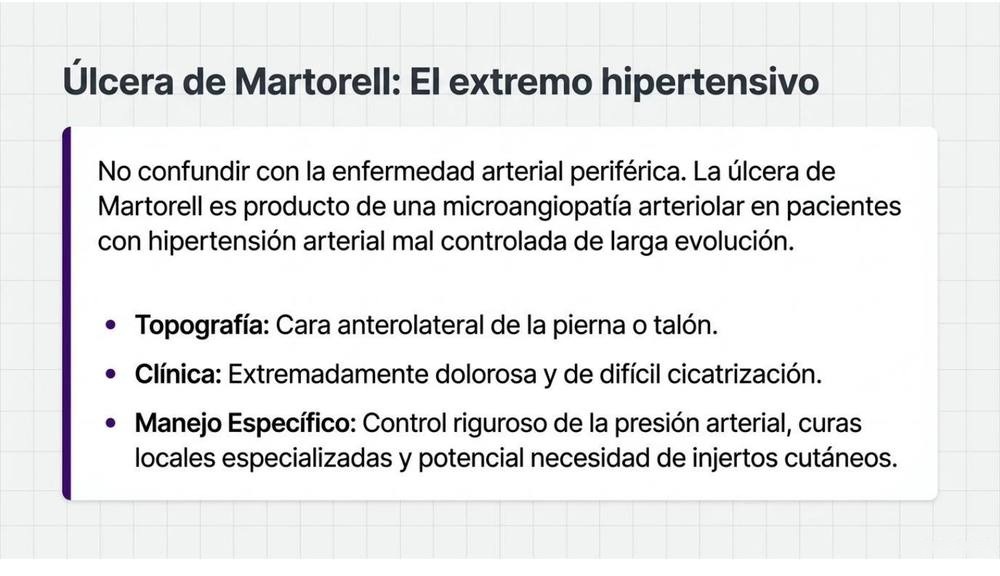 Úlcera de Martorell: El extremo hipertensivo
No confundir con la enfermedad arterial periférica. La úlcera de
Martorell es producto de una microangiopatía arteriolar en pacientes
con hipertensión arterial mal controlada de larga evolución.
• Topografía: Cara anterolateral de la pierna o talón.
• Clínica: Extremadamente dolorosa y de difícil cicatrización.
• Manejo Específico: Control riguroso de la presión arterial, curas
locales especializadas y potencial necesidad de injertos cutáneos.